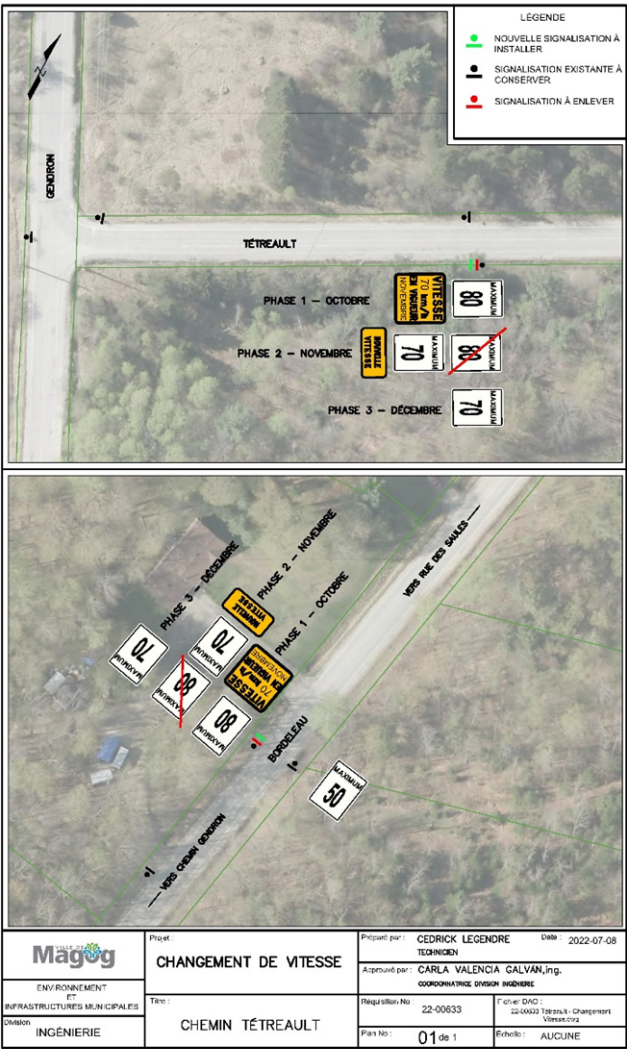 LÉGENDE
NOUVELLE SIGNALISATION À
INSTALLER
SIGNALISATION EXISTANTE À
CONSERVER
SIGNALISATION À ENLEVER
GENDRON
TÉTREAULT
PHASE 1 – OCTOBRE
VITESSE
70 km/h
EN VIGUEUR
NOVEMBRE
MAXIMUM
80
PHASE 2 – NOVEMBRE
NOUVELLE
VITESSE
MAXIMUM
70
MAXIMUM
80
PHASE 3 – DÉCEMBRE
MAXIMUM
70
VERS RUE DES SAULES
PHASE 3 – DÉCEMBRE
MAXIMUM
70
PHASE 2 – NOVEMBRE
NOUVELLE
VITESSE
MAXIMUM
70
MAXIMUM
80
PHASE 1 – OCTOBRE
VITESSE
70 km/h
EN VIGUEUR
NOVEMBRE
MAXIMUM
80
BORDELEAU
MAXIMUM
50
VERS CHEMIN GENDRON
VILLE DE
Magog
ENVIRONNEMENT
ET
INFRASTRUCTURES MUNICIPALES
Division
INGÉNIERIE
Projet :
CHANGEMENT DE VITESSE
Titre :
CHEMIN TÉTREAULT
Préparé par : CEDRICK LEGENDRE
TECHNICIEN
Date : 2022-07-08
Approuvé par : CARLA VALENCIA GALVÁN,ing.
COORDONNATRICE DIVISION INGÉNIERIE
Réquisition No :
22-00633
Fichier DAO :
22-00633 Tétreault - Changement
Vitesse.dwg
Plan No : 01 de 1
Échelle : AUCUNE